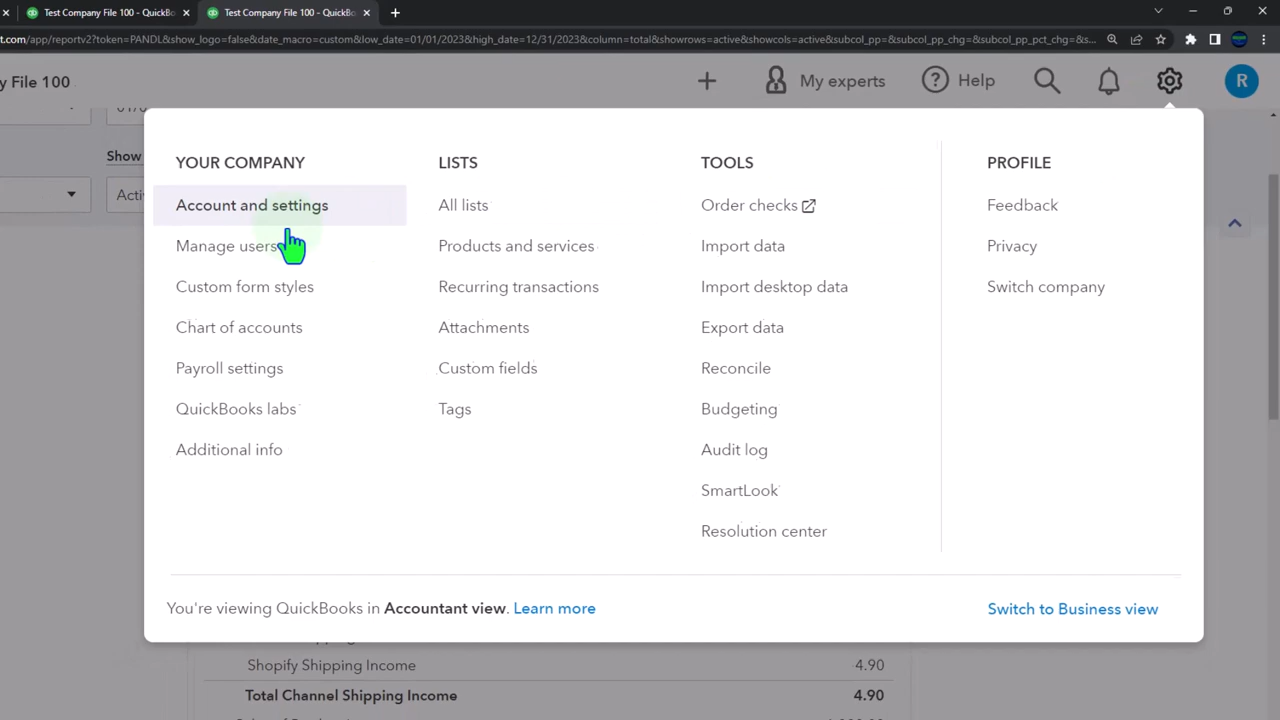 Test Company File 100 - QuickBo
Test Company File 100 - QuickBo
st.com/app/reportv2?token=PANDL&show_logo=false&date_macro=custom&low_date=01/01/2023&high_date=12/31/2023&column=total&showrows=active&showcols=active&subcol_pp=&subcol_pp_chg=&subcol_pp_pct_chg=&s...
y File 100
My experts
Help
R
Show
Acti
YOUR COMPANY
Account and settings
Manage users
Custom form styles
Chart of accounts
Payroll settings
QuickBooks labs
Additional info
LISTS
All lists
Products and services
Recurring transactions
Attachments
Custom fields
Tags
TOOLS
Order checks
Import data
Import desktop data
Export data
Reconcile
Budgeting
Audit log
SmartLook
Resolution center
PROFILE
Feedback
Privacy
Switch company
You're viewing QuickBooks in Accountant view. Learn more
Switch to Business view
Shopify Shipping Income 4.90
Total Channel Shipping Income 4.90